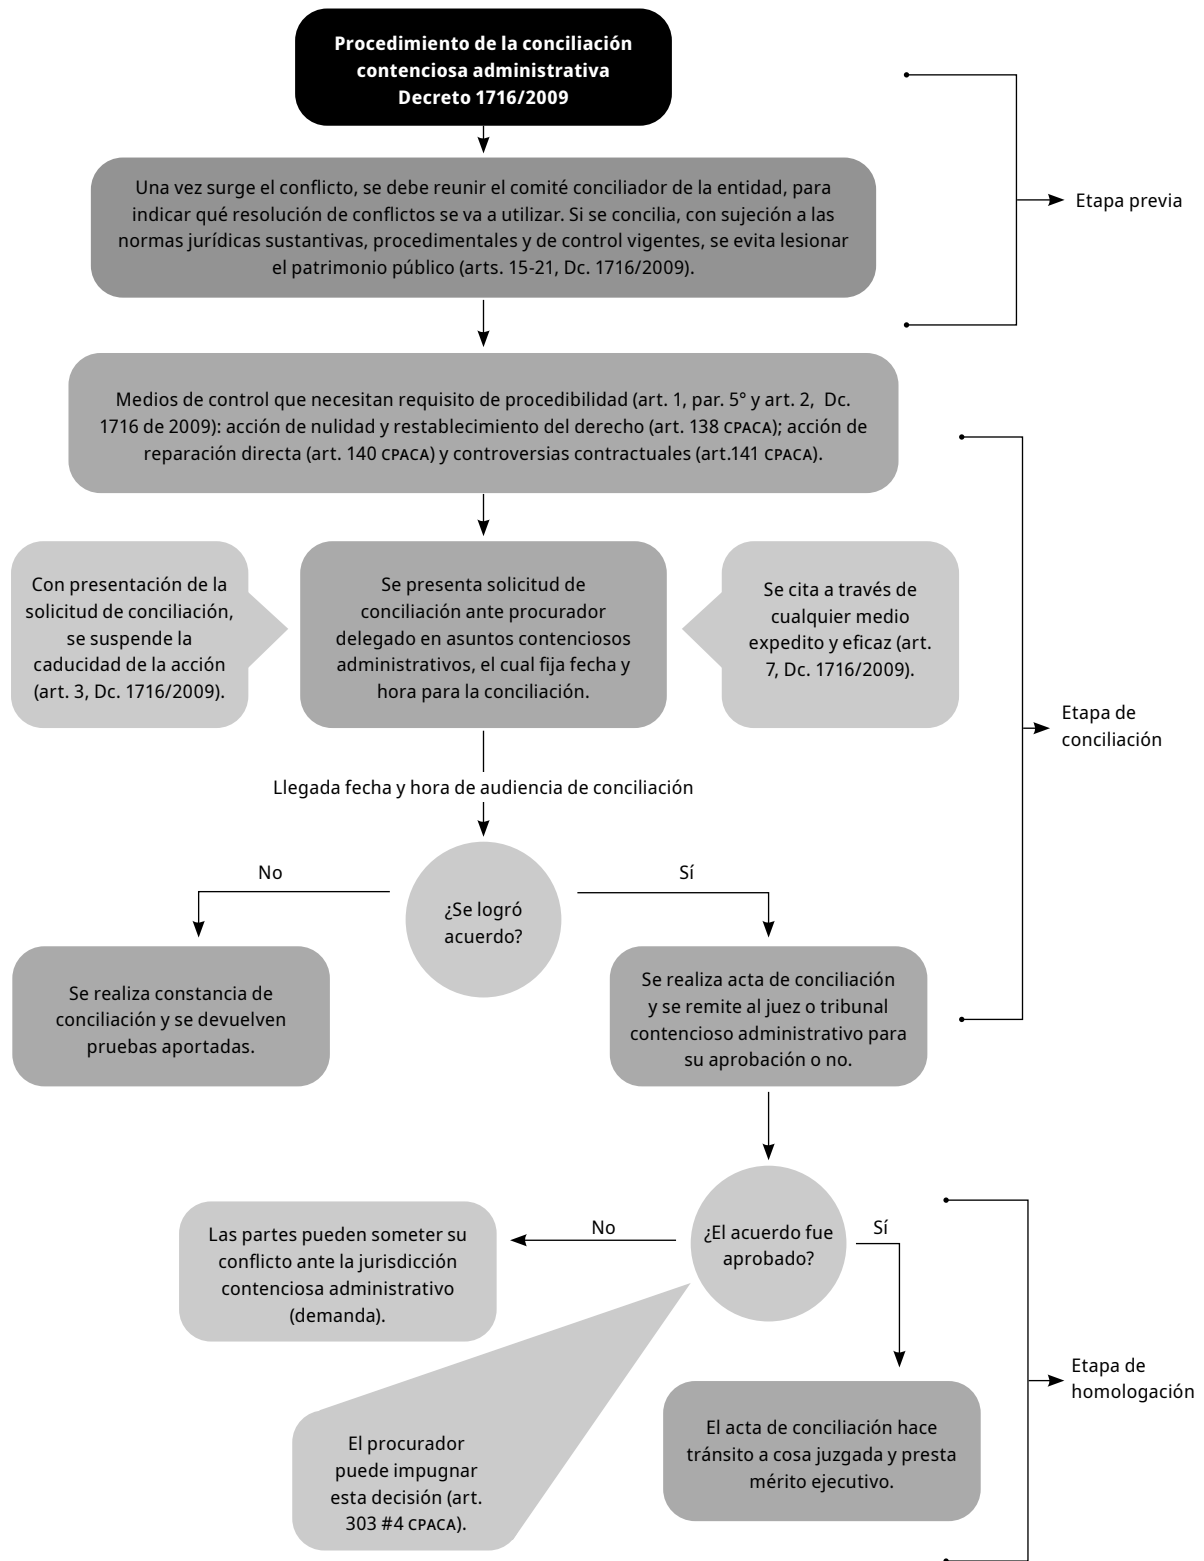 Procedimiento de la conciliación
contenciosa administrativa
Decreto 1716/2009
Una vez surge el conflicto, se debe reunir el comité conciliador de la entidad, para
indicar qué resolución de conflictos se va a utilizar. Si se concilia, con sujeción a las
normas jurídicas sustantivas, procedimentales y de control vigentes, se evita lesionar
el patrimonio público (arts. 15-21, Dc. 1716/2009).
Etapa previa
Medios de control que necesitan requisito de procedibilidad (art. 1, par. 5° y art. 2, Dc.
1716 de 2009): acción de nulidad y restablecimiento del derecho (art. 138 CPACA); acción de
reparación directa (art. 140 CPACA) y controversias contractuales (art.141 CPACA).
Con presentación de la
solicitud de conciliación,
se suspende la
caducidad de la acción
(art. 3, Dc. 1716/2009).
Se presenta solicitud de
conciliación ante procurador
delegado en asuntos contenciosos
administrativos, el cual fija fecha y
hora para la conciliación.
Se cita a través de
cualquier medio
expedito y eficaz (art.
7, Dc. 1716/2009).
Etapa de
conciliación
Llegada fecha y hora de audiencia de conciliación
No
Sí
¿Se logró
acuerdo?
Se realiza constancia de
conciliación y se devuelven
pruebas aportadas.
Se realiza acta de conciliación
y se remite al juez o tribunal
contencioso administrativo para
su aprobación o no.
Las partes pueden someter su
conflicto ante la jurisdicción
contenciosa administrativo
(demanda).
No
¿El acuerdo fue
aprobado?
Sí
Etapa de
homologación
El procurador
puede impugnar
esta decisión (art.
303 #4 CPACA).
El acta de conciliación hace
tránsito a cosa juzgada y presta
mérito ejecutivo.